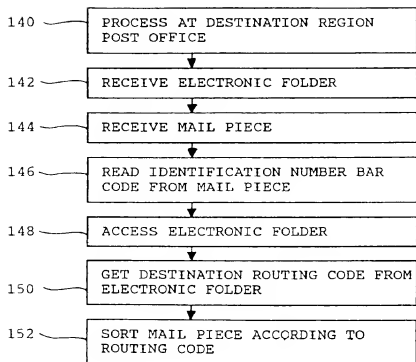 140 PROCESS AT DESTINATION REGION
POST OFFICE
142 RECEIVE ELECTRONIC FOLDER
144 RECEIVE MAIL PIECE
146 READ IDENTIFICATION NUMBER BAR
CODE FROM MAIL PIECE
148 ACCESS ELECTRONIC FOLDER
GET DESTINATION ROUTING CODE FROM
150 ELECTRONIC FOLDER
152 SORT MAIL PIECE ACCORDING TO
ROUTING CODE